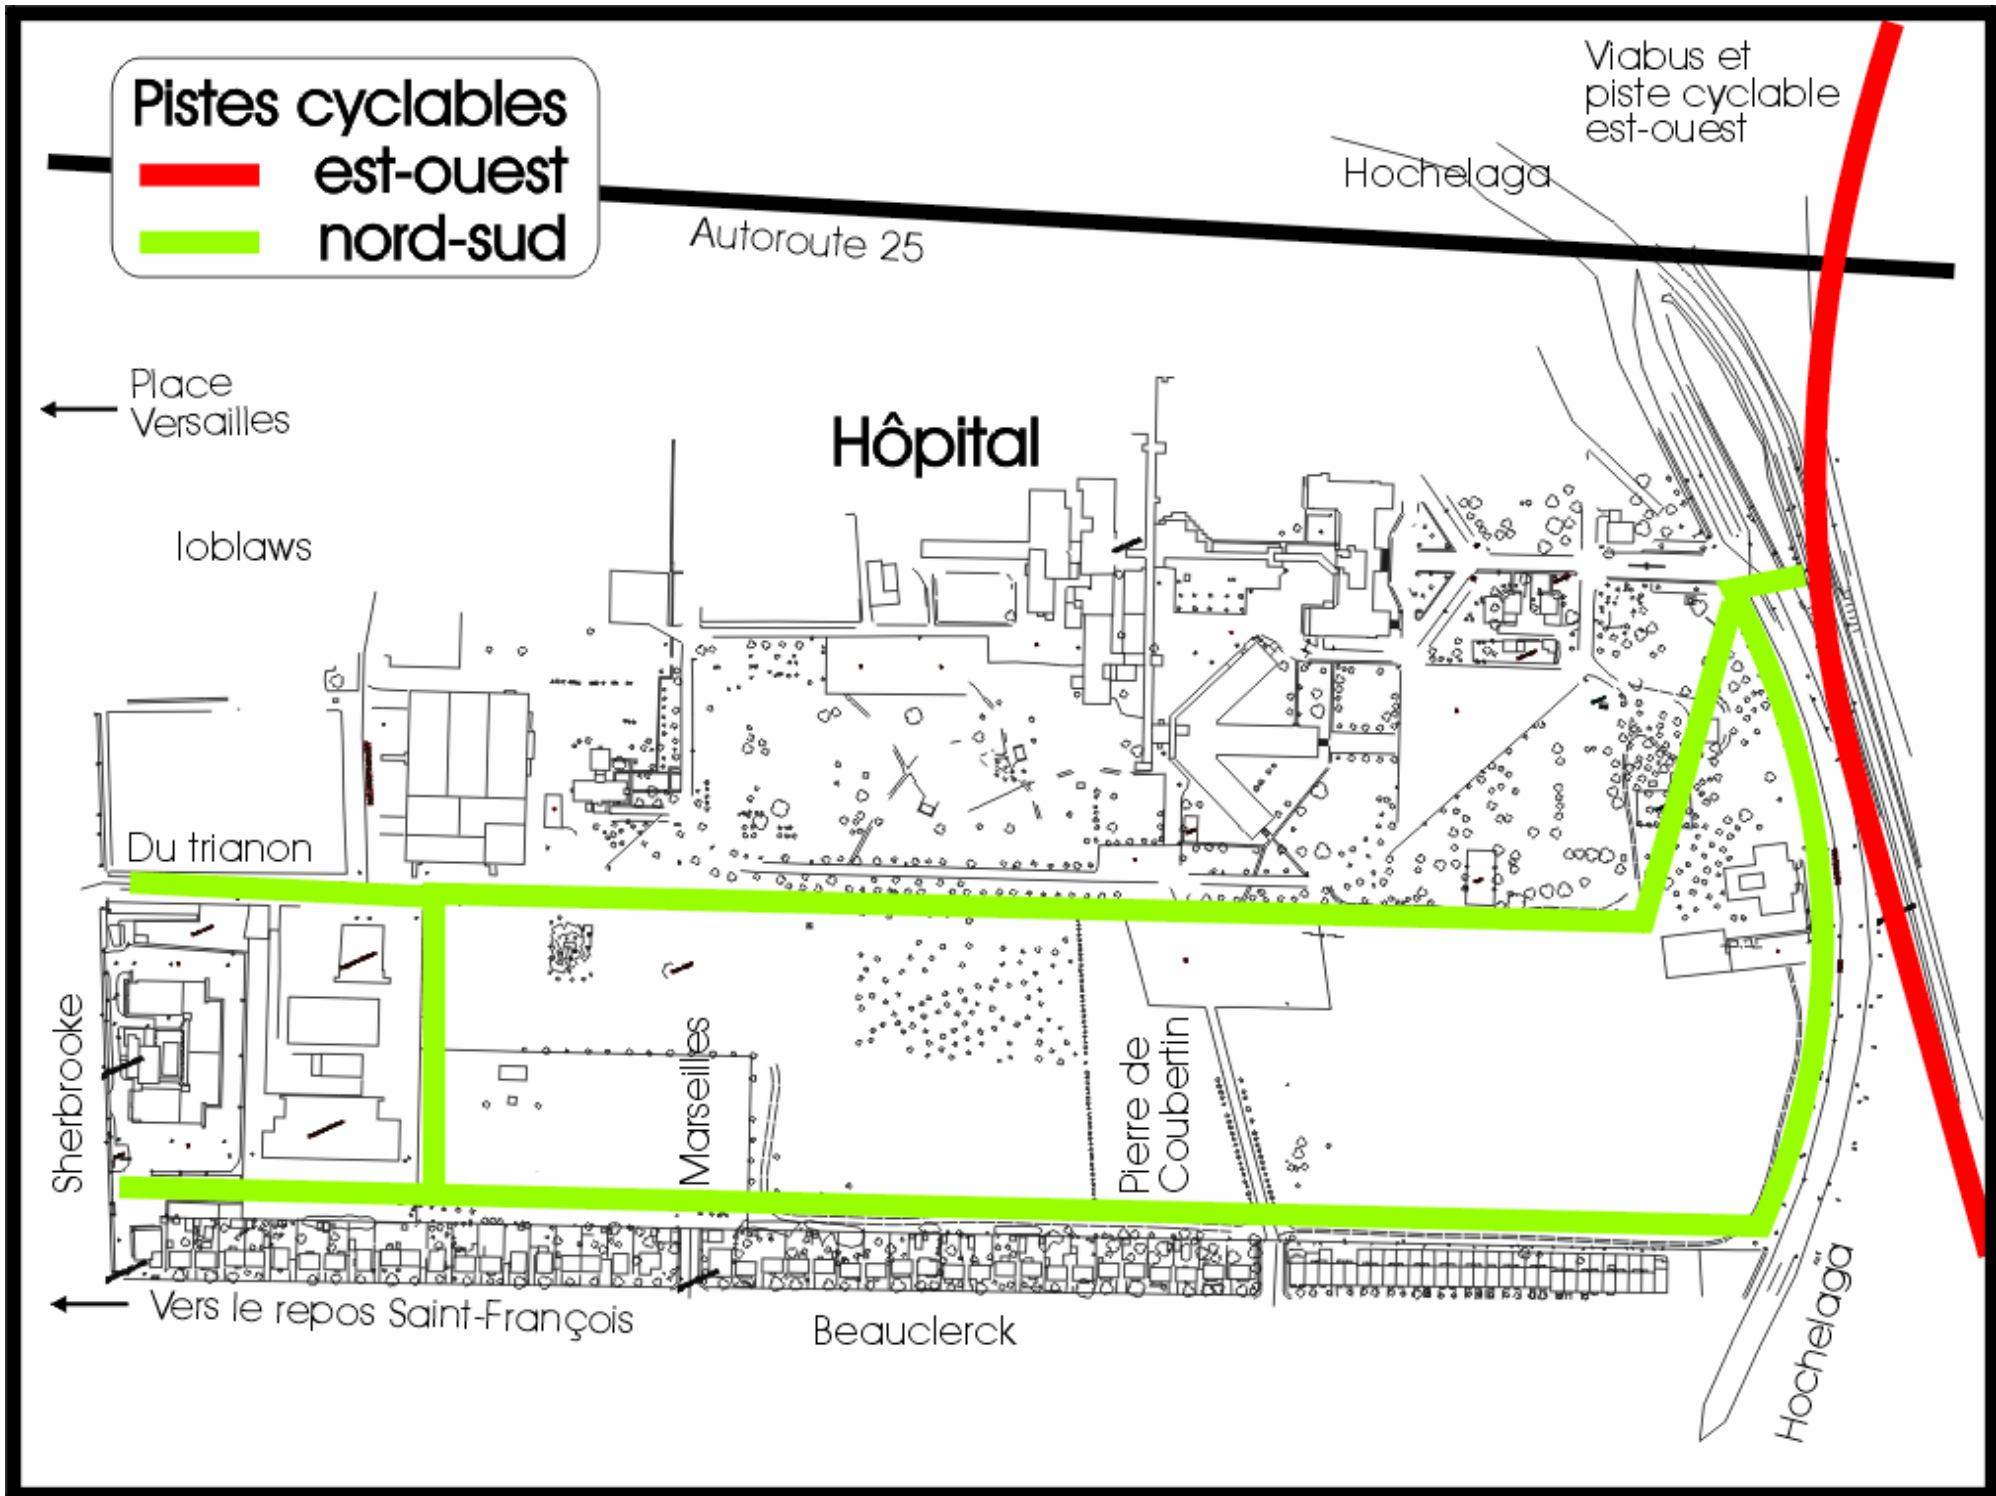 Pistes cyclables
est-ouest
nord-sud
Viabus et
piste cyclable
est-ouest
Hochelaga
Autoroute 25
Place
Versailles
Hôpital
loblaws
Du trianon
Sherbrooke
Marseilles
Pierre de
Coubertin
Vers le repos Saint-François
Beauclerck
Hochelaga